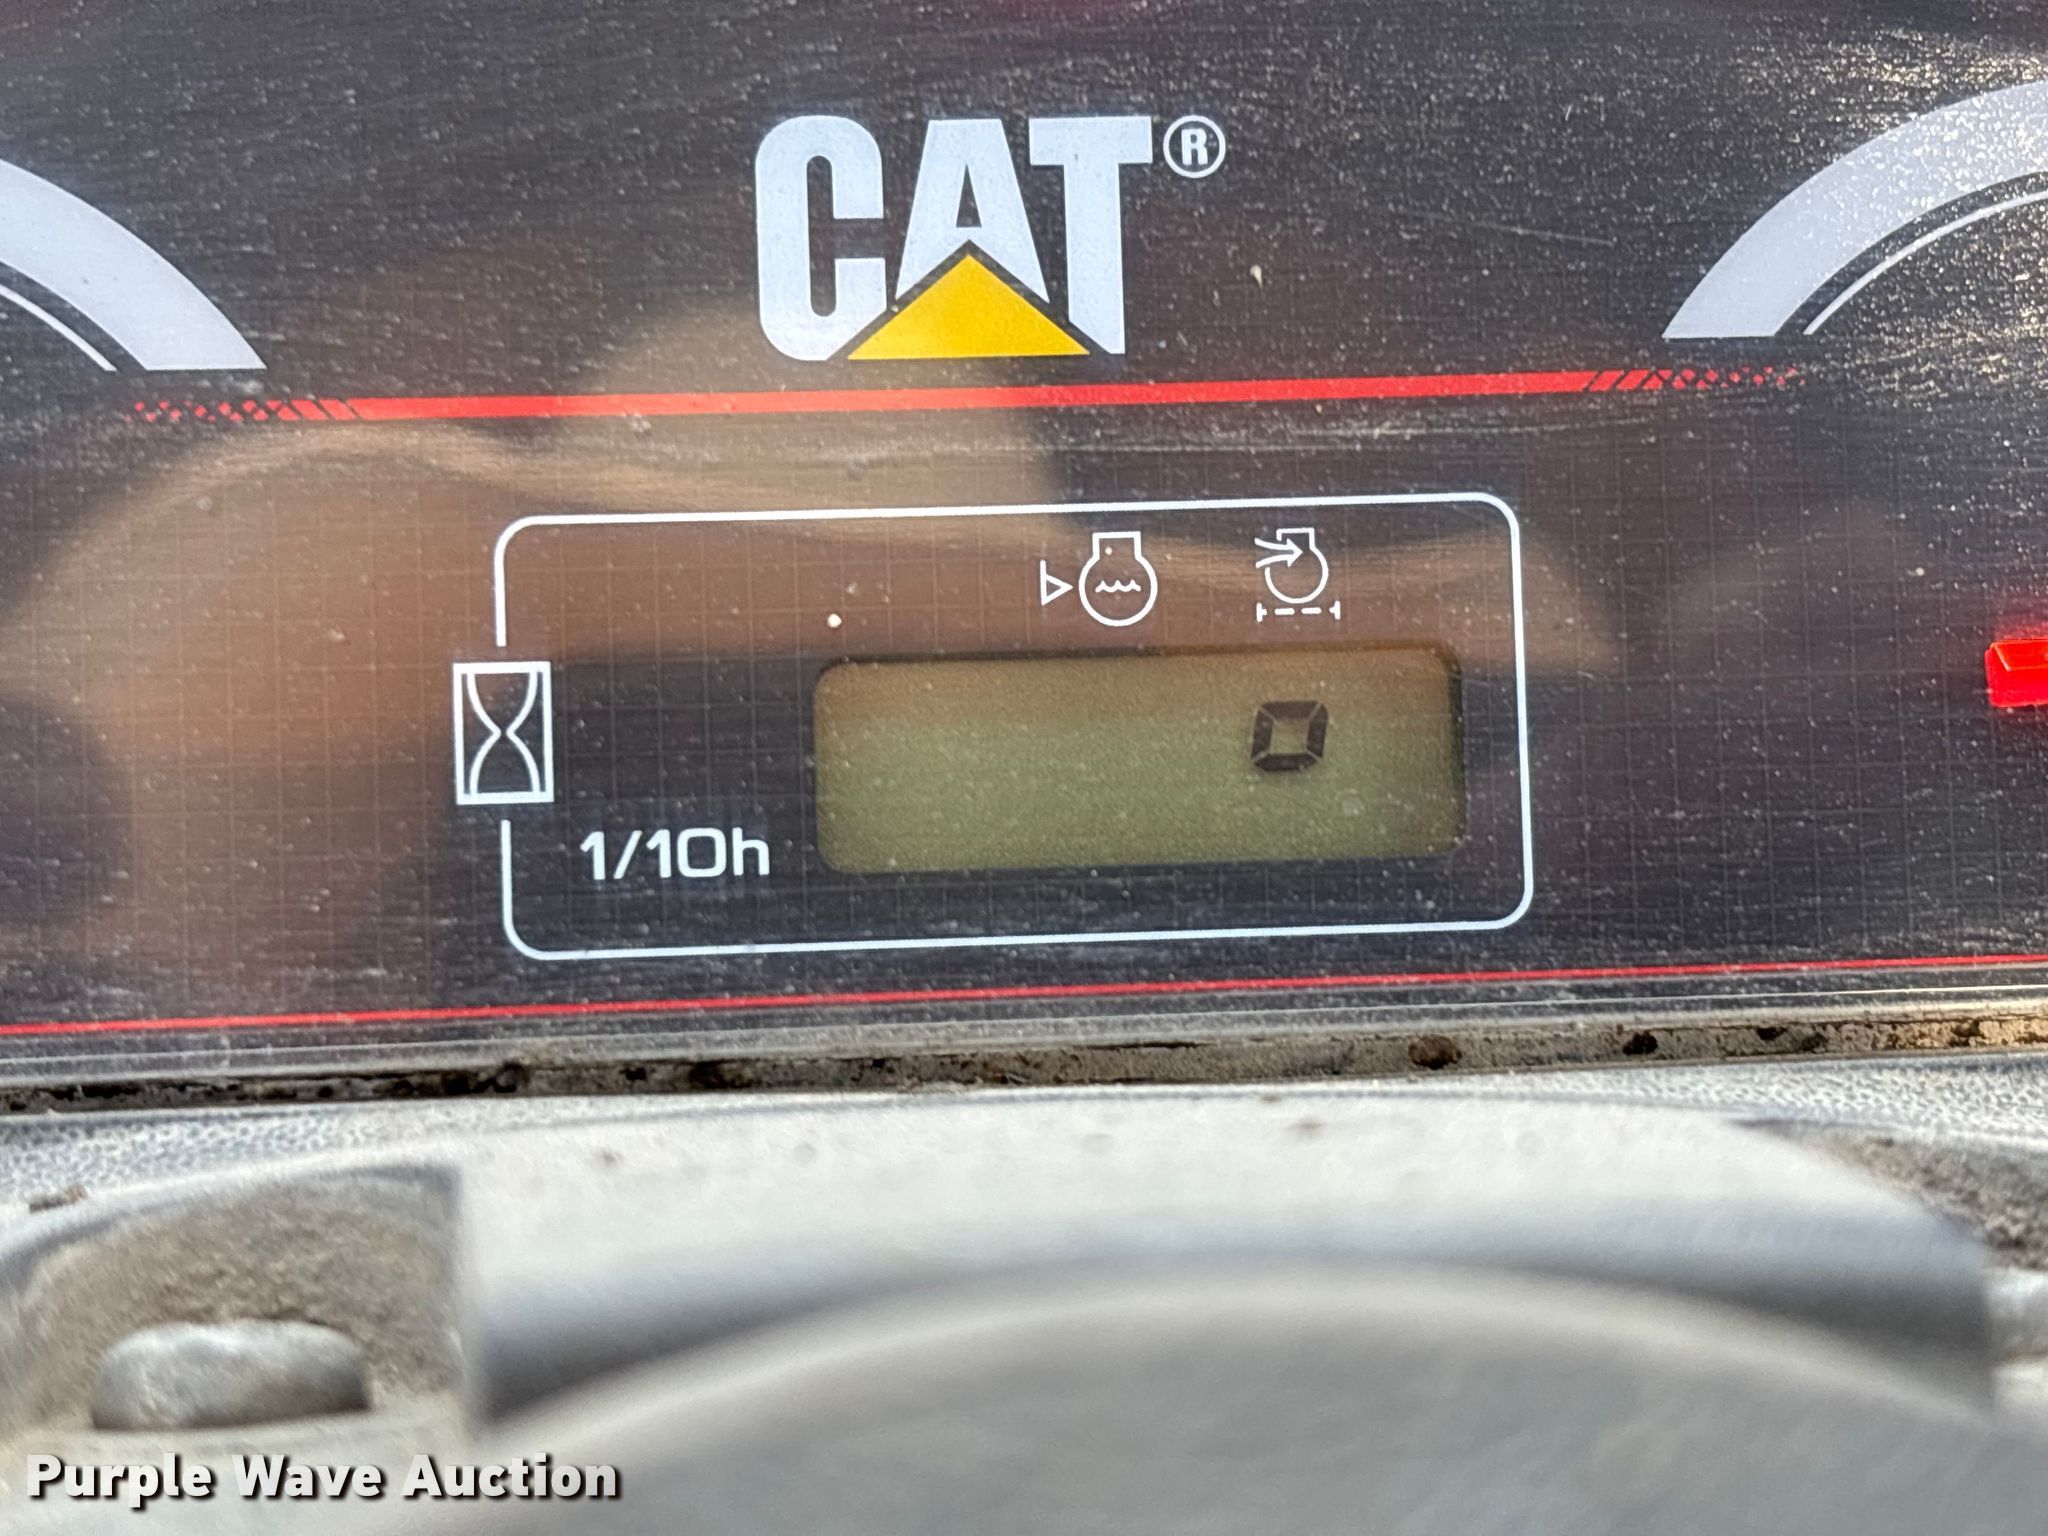 CAT®
0
1/10h
Purple Wave Auction